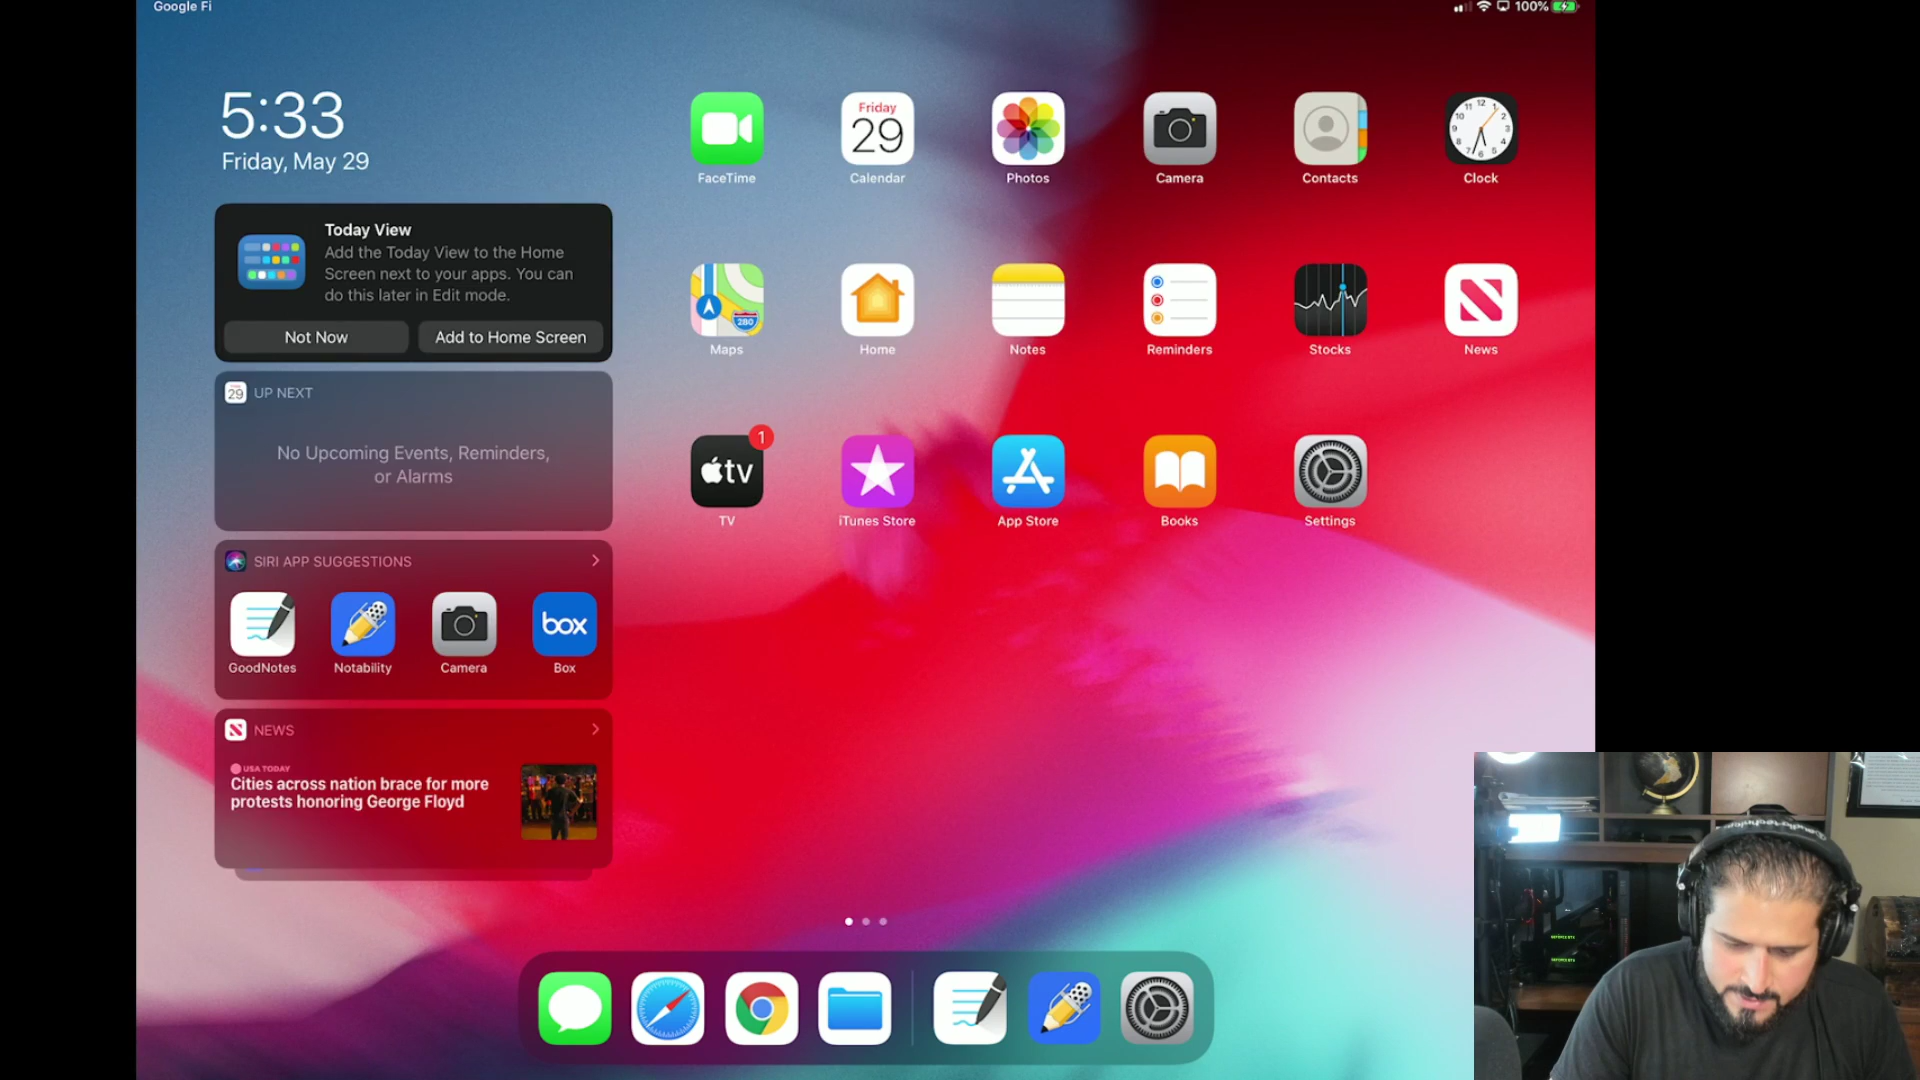 Google Fi
100%
5:33
Friday, May 29
Today View
Add the Today View to the Home
Screen next to your apps. You can
do this later in Edit mode.
Not Now
Add to Home Screen
29 UP NEXT
No Upcoming Events, Reminders,
or Alarms
SIRI APP SUGGESTIONS
box
GoodNotes Notability Camera Box
NEWS
USA TODAY
Cities across nation brace for more
protests honoring George Floyd
Friday
29
FaceTime Calendar Photos Camera Contacts Clock
280
Maps Home Notes Reminders Stocks News
1
tv
TV iTunes Store App Store Books Settings
audio-technica